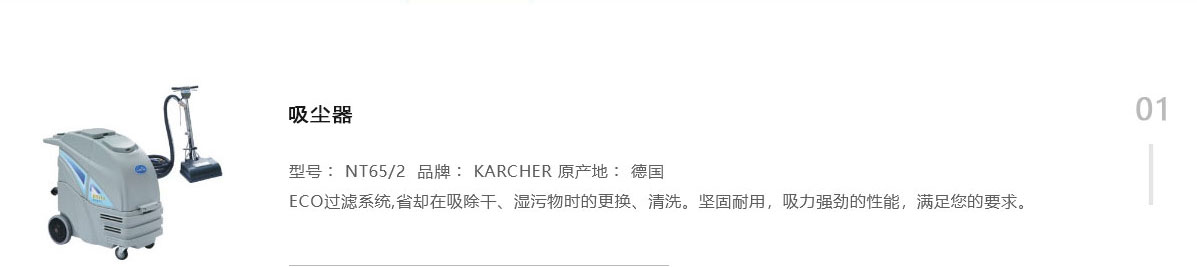 吸尘器
01
型号： NT65/2 品牌： KARCHER 原产地： 德国
ECO过滤系统,省却在吸除干、湿污物时的更换、清洗。坚固耐用，吸力强劲的性能，满足您的要求。